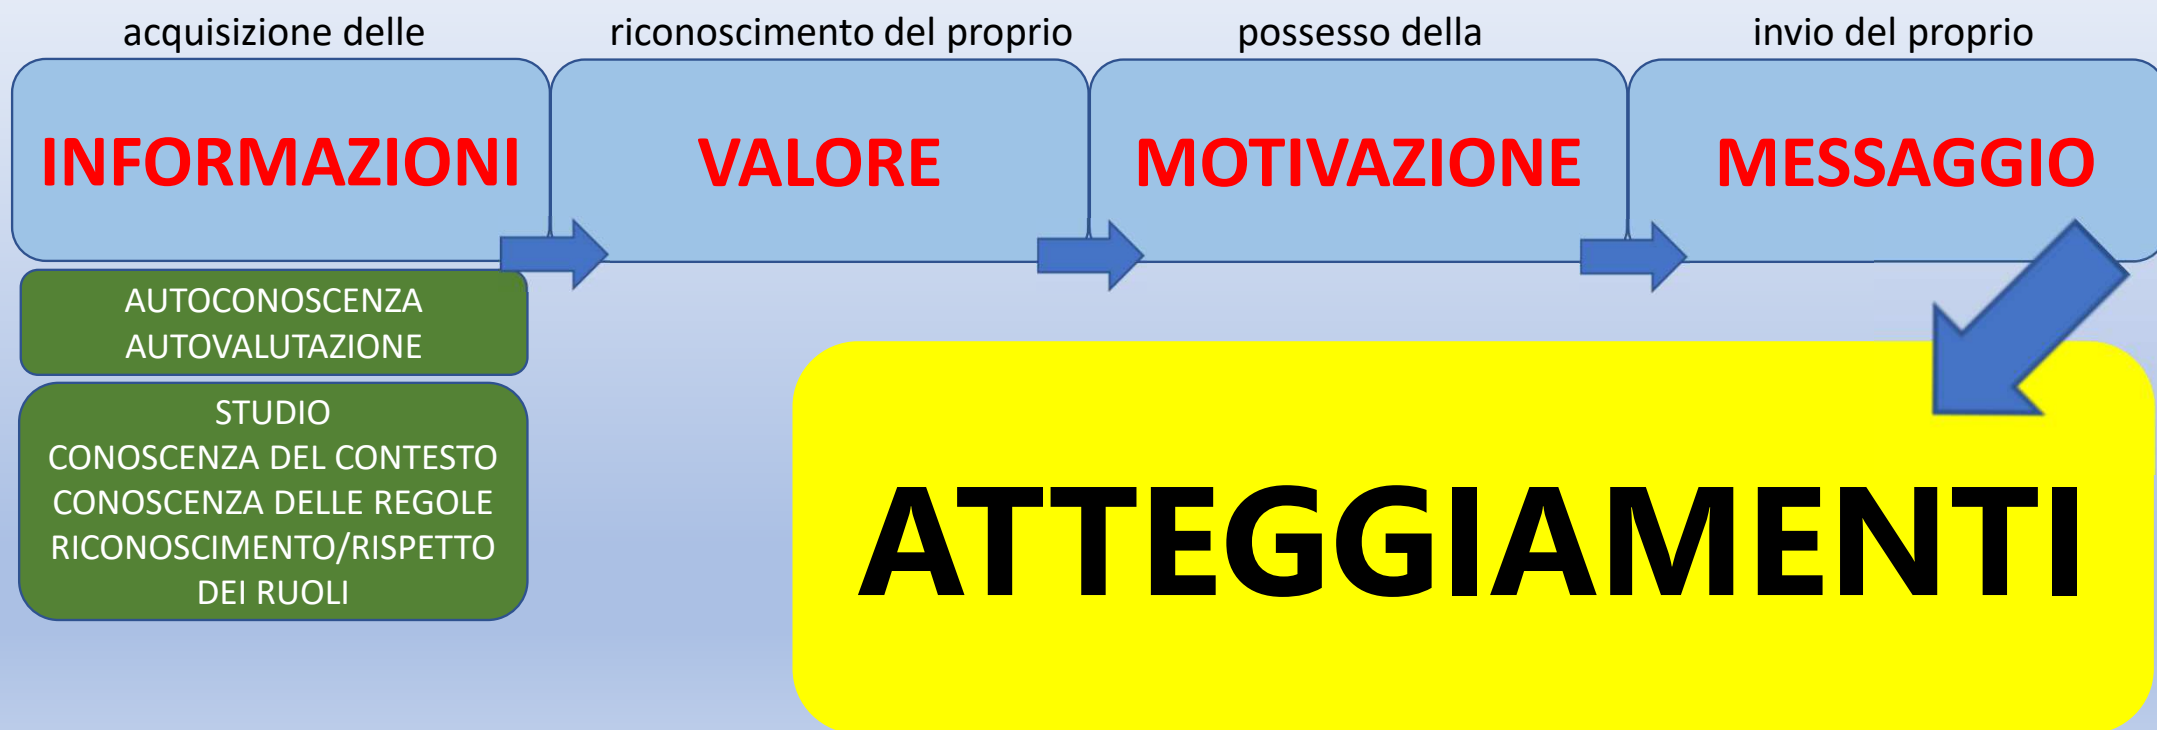 acquisizione delle
riconoscimento del proprio
possesso della
invio del proprio
INFORMAZIONI
VALORE
MOTIVAZIONE
MESSAGGIO
AUTOCONOSCENZA
AUTOVALUTAZIONE
STUDIO
CONOSCENZA DEL CONTESTO
CONOSCENZA DELLE REGOLE
RICONOSCIMENTO/RISPETTO
DEI RUOLI
ATTEGGIAMENTI